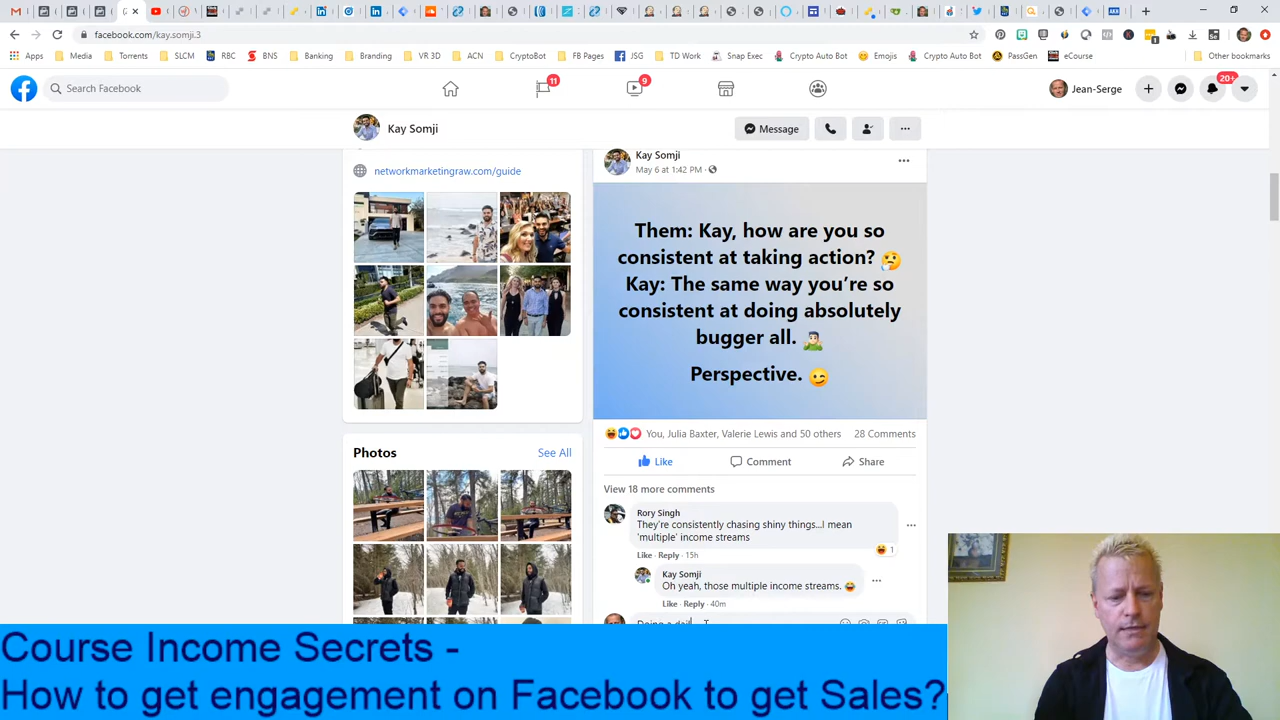 facebook.com/kay.somji.3
Apps Media Torrents SLCM RBC BNS Banking Branding VR 3D ACN CryptoBot FB Pages JSG TD Work Snap Exec Crypto Auto Bot Emojis Crypto Auto Bot PassGen eCourse Other bookmarks
Search Facebook
11
9
Jean-Serge
20+
Kay Somji
Message
networkmarketingraw.com/guide
Photos
See All
Kay Somji
May 6 at 1:42 PM
Them: Kay, how are you so
consistent at taking action? 🤔
Kay: The same way you're so
consistent at doing absolutely
bugger all. 🤷🏻‍♂️
Perspective. 😉
You, Julia Baxter, Valerie Lewis and 50 others 28 Comments
Like Comment Share
View 18 more comments
Rory Singh
They're consistently chasing shiny things...I mean
'multiple' income streams
1
Like · Reply · 15h
Kay Somji
Oh yeah, those multiple income streams. 😂
Like · Reply · 40m
Doing a dail
Course Income Secrets -
How to get engagement on Facebook to get Sales?